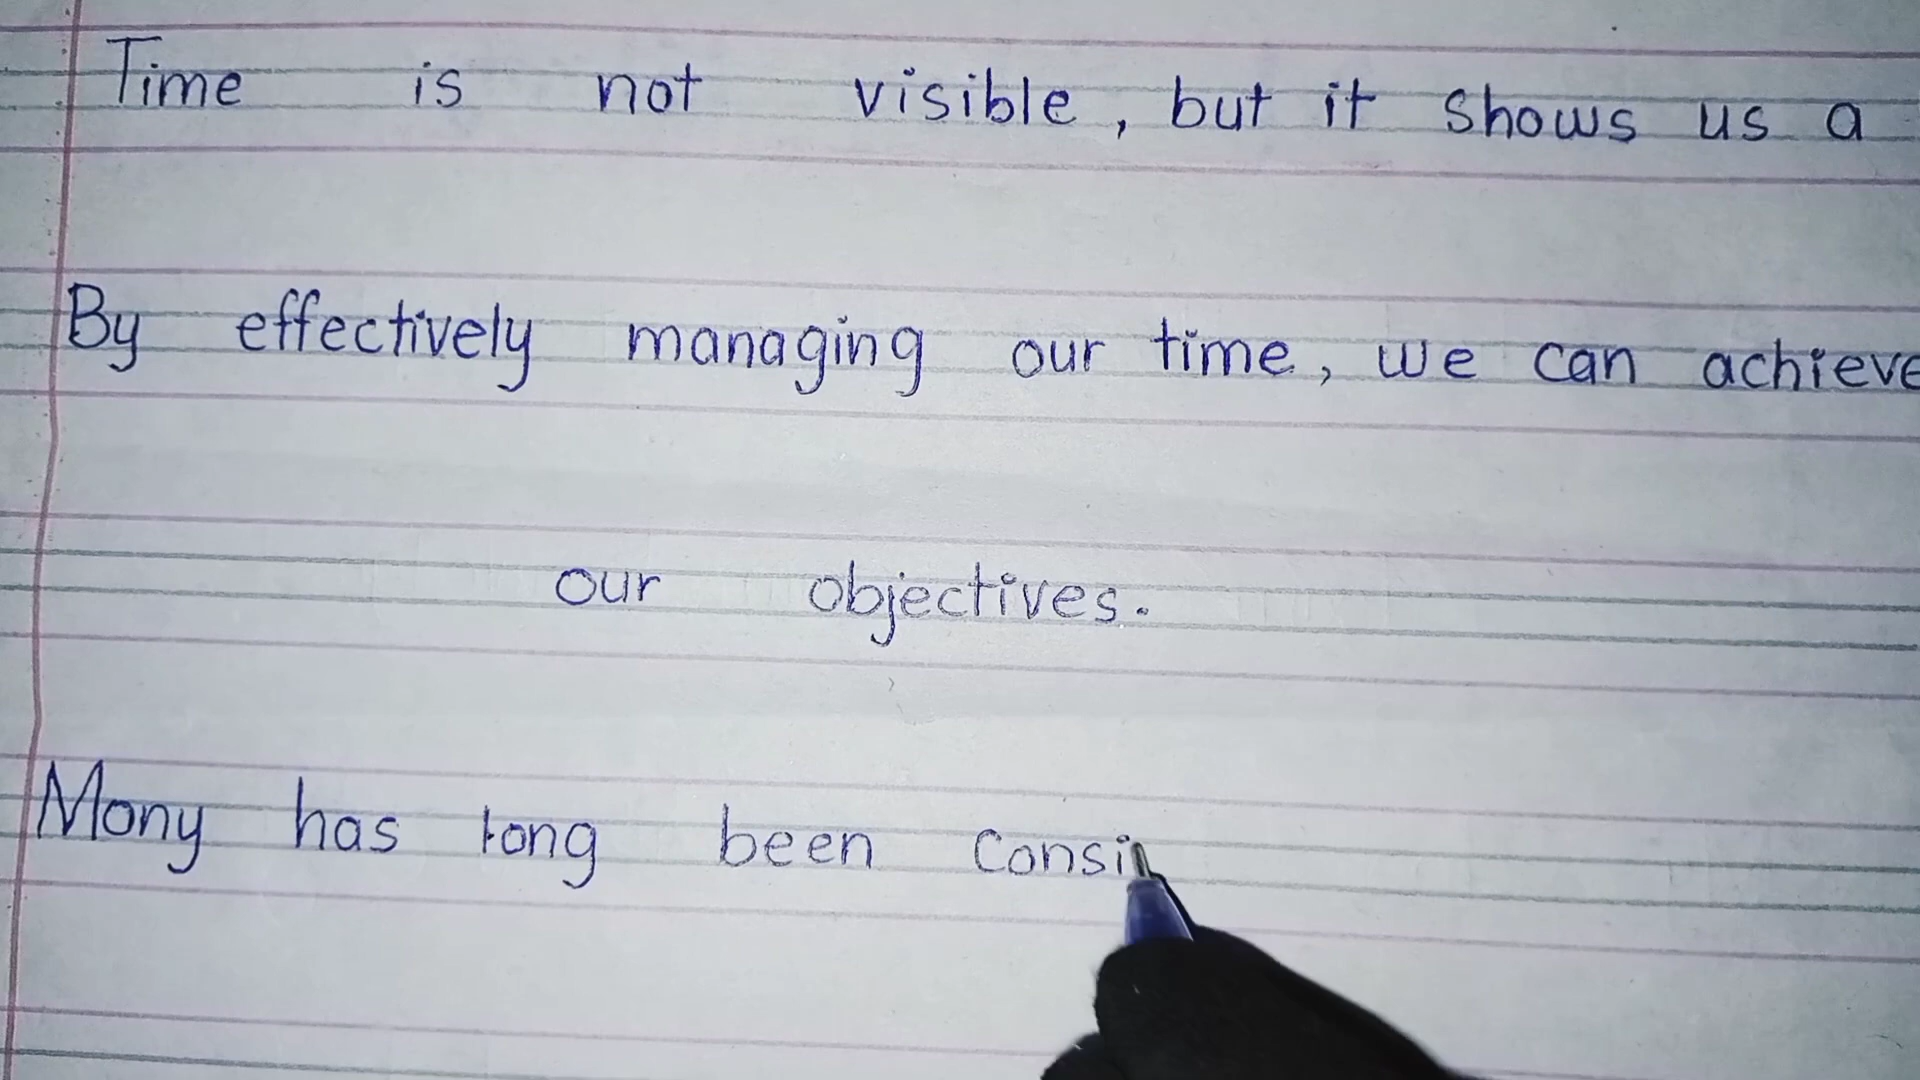 Time is not visible, but it shows us a
By effectively managing our time, we can achieve
our objectives.
Mony has long been Consi